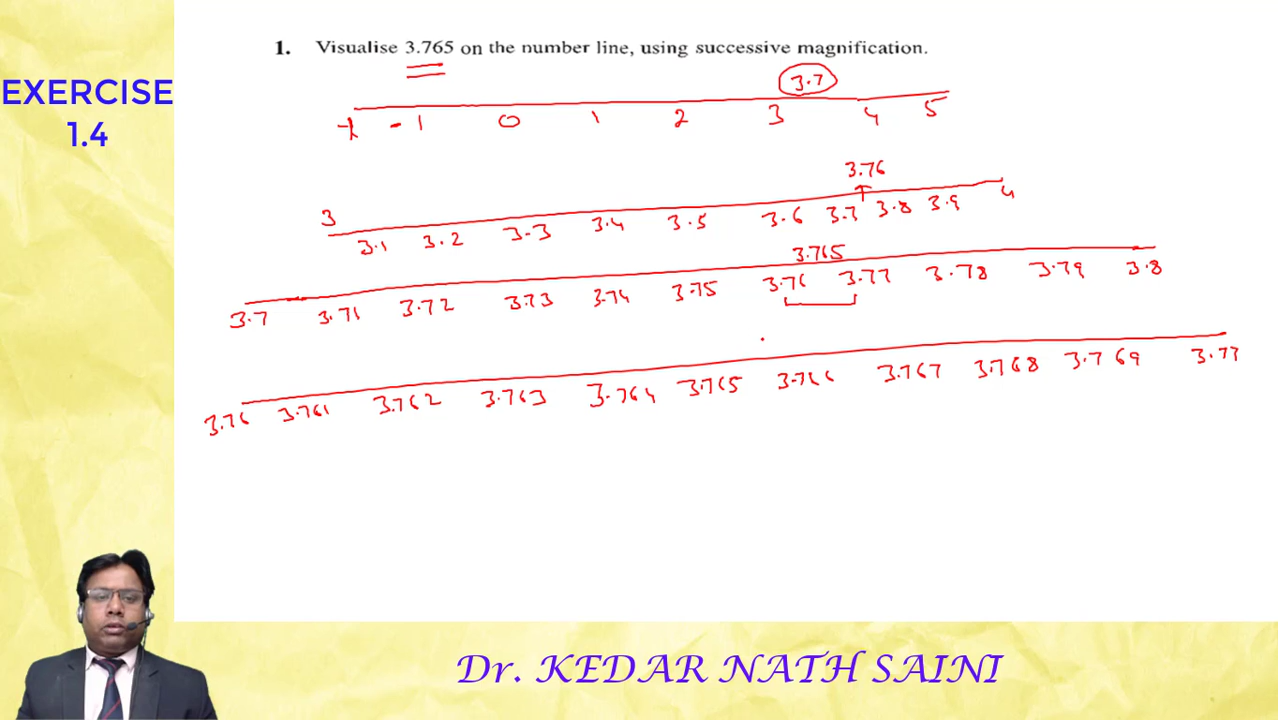 1. Visualise 3.765 on the number line, using successive magnification.
EXERCISE
1.4
3.7
- 1 0 1 2 3 4 5
3.76
3 3.1 3.2 3.3 3.4 3.5 3.6 3.7 3.8 3.9 4
3.765
3.7 3.71 3.72 3.73 3.74 3.75 3.76 3.77 3.78 3.79 3.8
3.76 3.761 3.762 3.763 3.764 3.765 3.766 3.767 3.768 3.769 3.77
Dr. KEDAR NATH SAINI